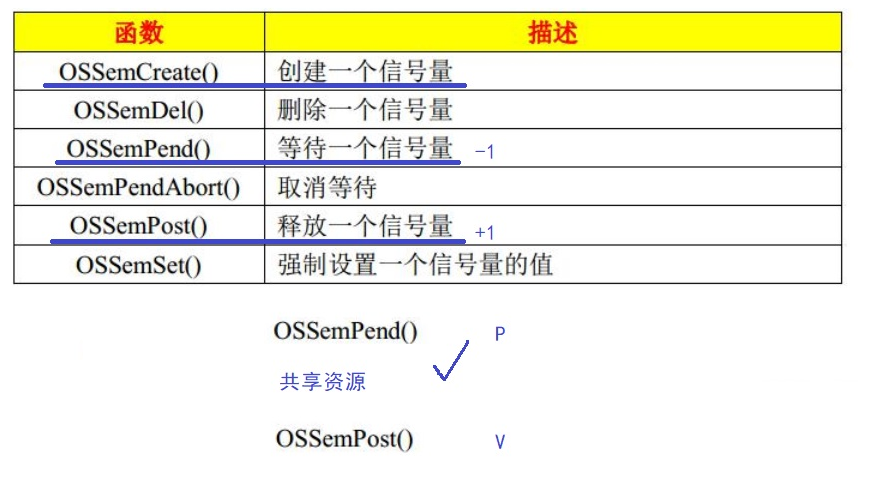 函数 描述
OSSemCreate() 创建一个信号量
OSSemDel() 删除一个信号量
OSSemPend() 等待一个信号量 -1
OSSemPendAbort() 取消等待
OSSemPost() 释放一个信号量 +1
OSSemSet() 强制设置一个信号量的值
OSSemPend() P
共享资源
OSSemPost() V